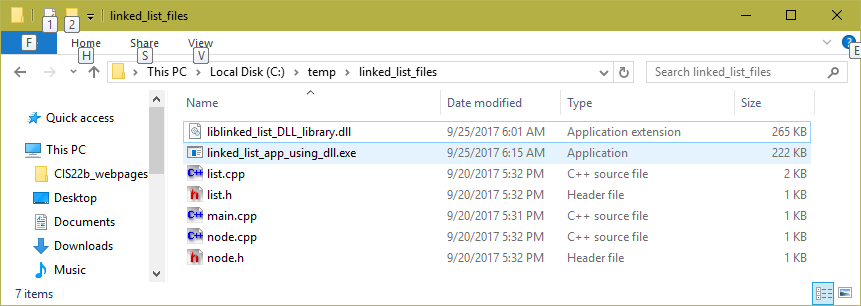 1 2 linked_list_files
F Home Share View E
H S V
This PC Local Disk (C:) temp linked_list_files Search linked_list_files
Name Date modified Type Size
Quick access
This PC
CIS22b_webpages
Desktop
Documents
Downloads
Music
liblinked_list_DLL_library.dll 9/25/2017 6:01 AM Application extension 265 KB
linked_list_app_using_dll.exe 9/25/2017 6:15 AM Application 222 KB
list.cpp 9/20/2017 5:32 PM C++ source file 2 KB
list.h 9/20/2017 5:32 PM Header file 1 KB
main.cpp 9/20/2017 5:31 PM C++ source file 1 KB
node.cpp 9/20/2017 5:32 PM C++ source file 1 KB
node.h 9/20/2017 5:32 PM Header file 1 KB
7 items